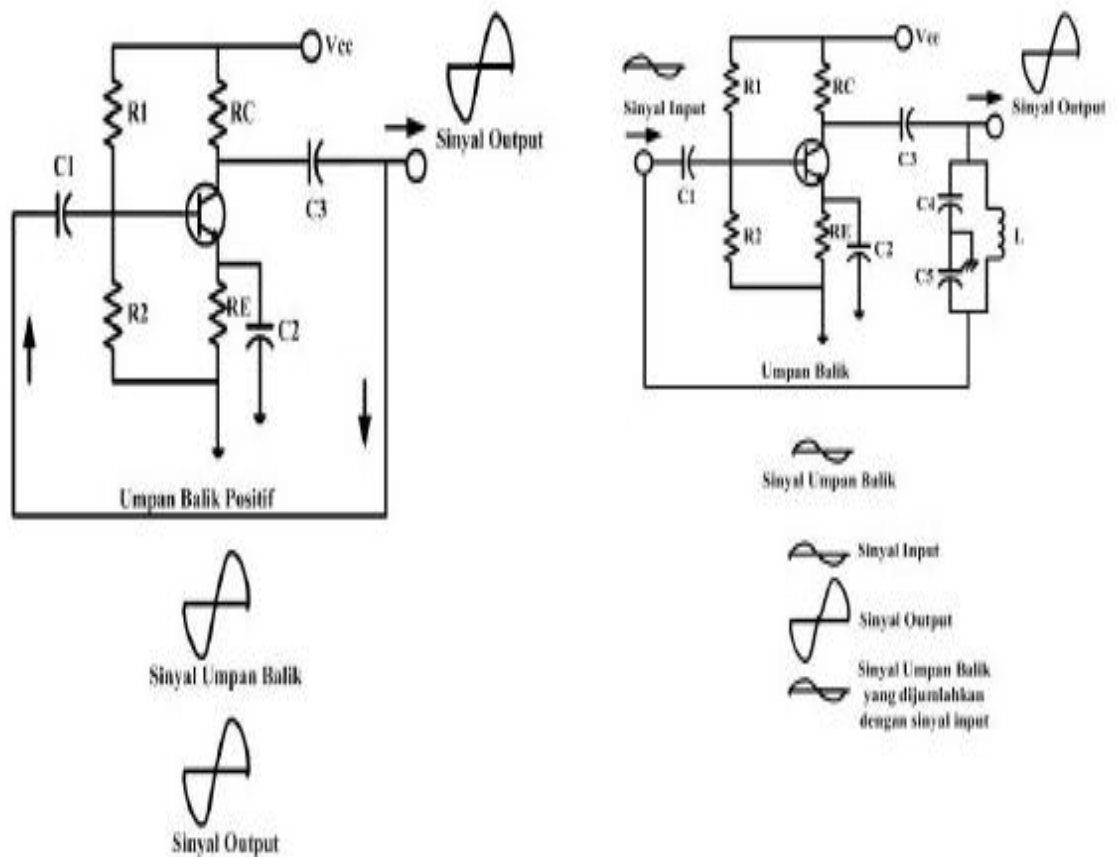 Vcc
R1
RC
Sinyal Output
C1
C3
R2
RE
C2
Umpan Balik Positif
Sinyal Umpan Balik
Sinyal Output
Vcc
Sinyal Input
R1
RC
Sinyal Output
C3
C1
C4
L
R2
RE
C2
C5
Umpan Balik
Sinyal Umpan Balik
Sinyal Input
Sinyal Output
Sinyal Umpan Balik
yang dijumlahkan
dengan sinyal input